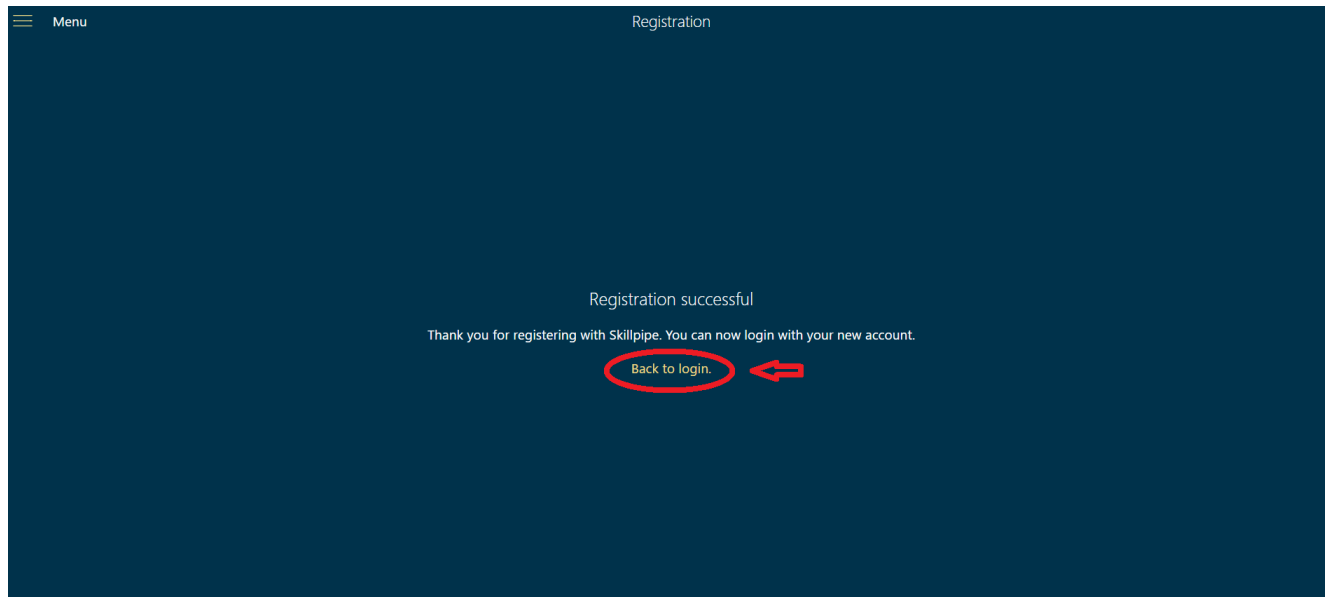 Menu
Registration
Registration successful
Thank you for registering with Skillpipe. You can now login with your new account.
Back to login.